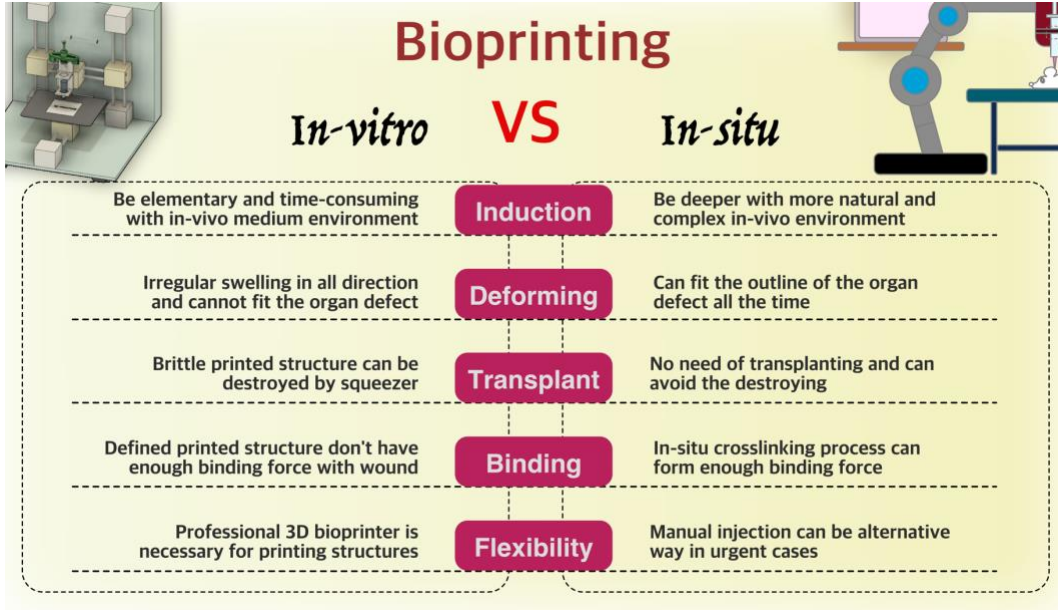 Bioprinting
In-vitro VS In-situ
Be elementary and time-consuming
with in-vivo medium environment
Induction
Be deeper with more natural and
complex in-vivo environment
Irregular swelling in all direction
and cannot fit the organ defect
Deforming
Can fit the outline of the organ
defect all the time
Brittle printed structure can be
destroyed by squeezer
Transplant
No need of transplanting and can
avoid the destroying
Defined printed structure don't have
enough binding force with wound
Binding
In-situ crosslinking process can
form enough binding force
Professional 3D bioprinter is
necessary for printing structures
Flexibility
Manual injection can be alternative
way in urgent cases